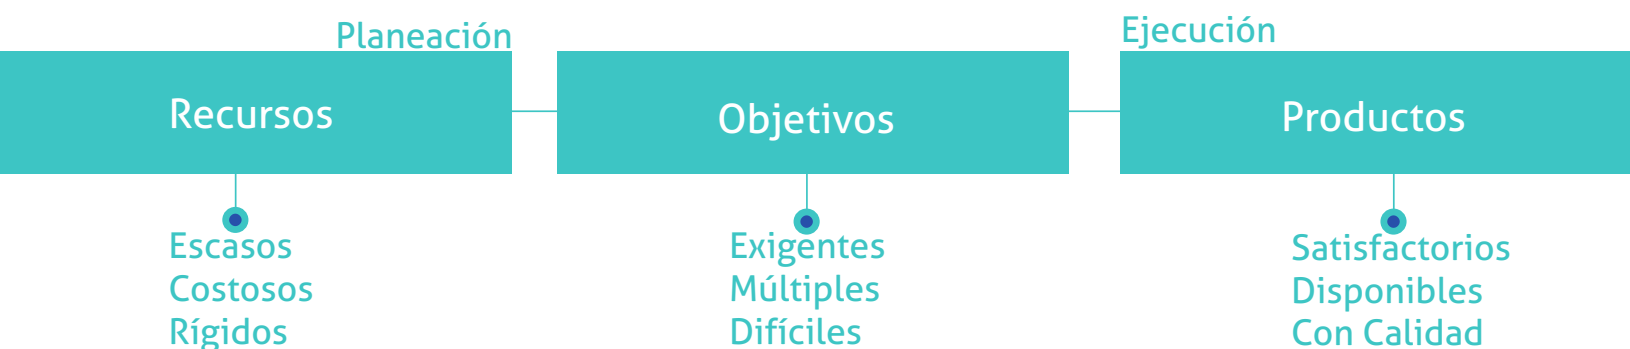 Planeación
Ejecución
Recursos
Objetivos
Productos
Escasos
Costosos
Rígidos
Exigentes
Múltiples
Difíciles
Satisfactorios
Disponibles
Con Calidad